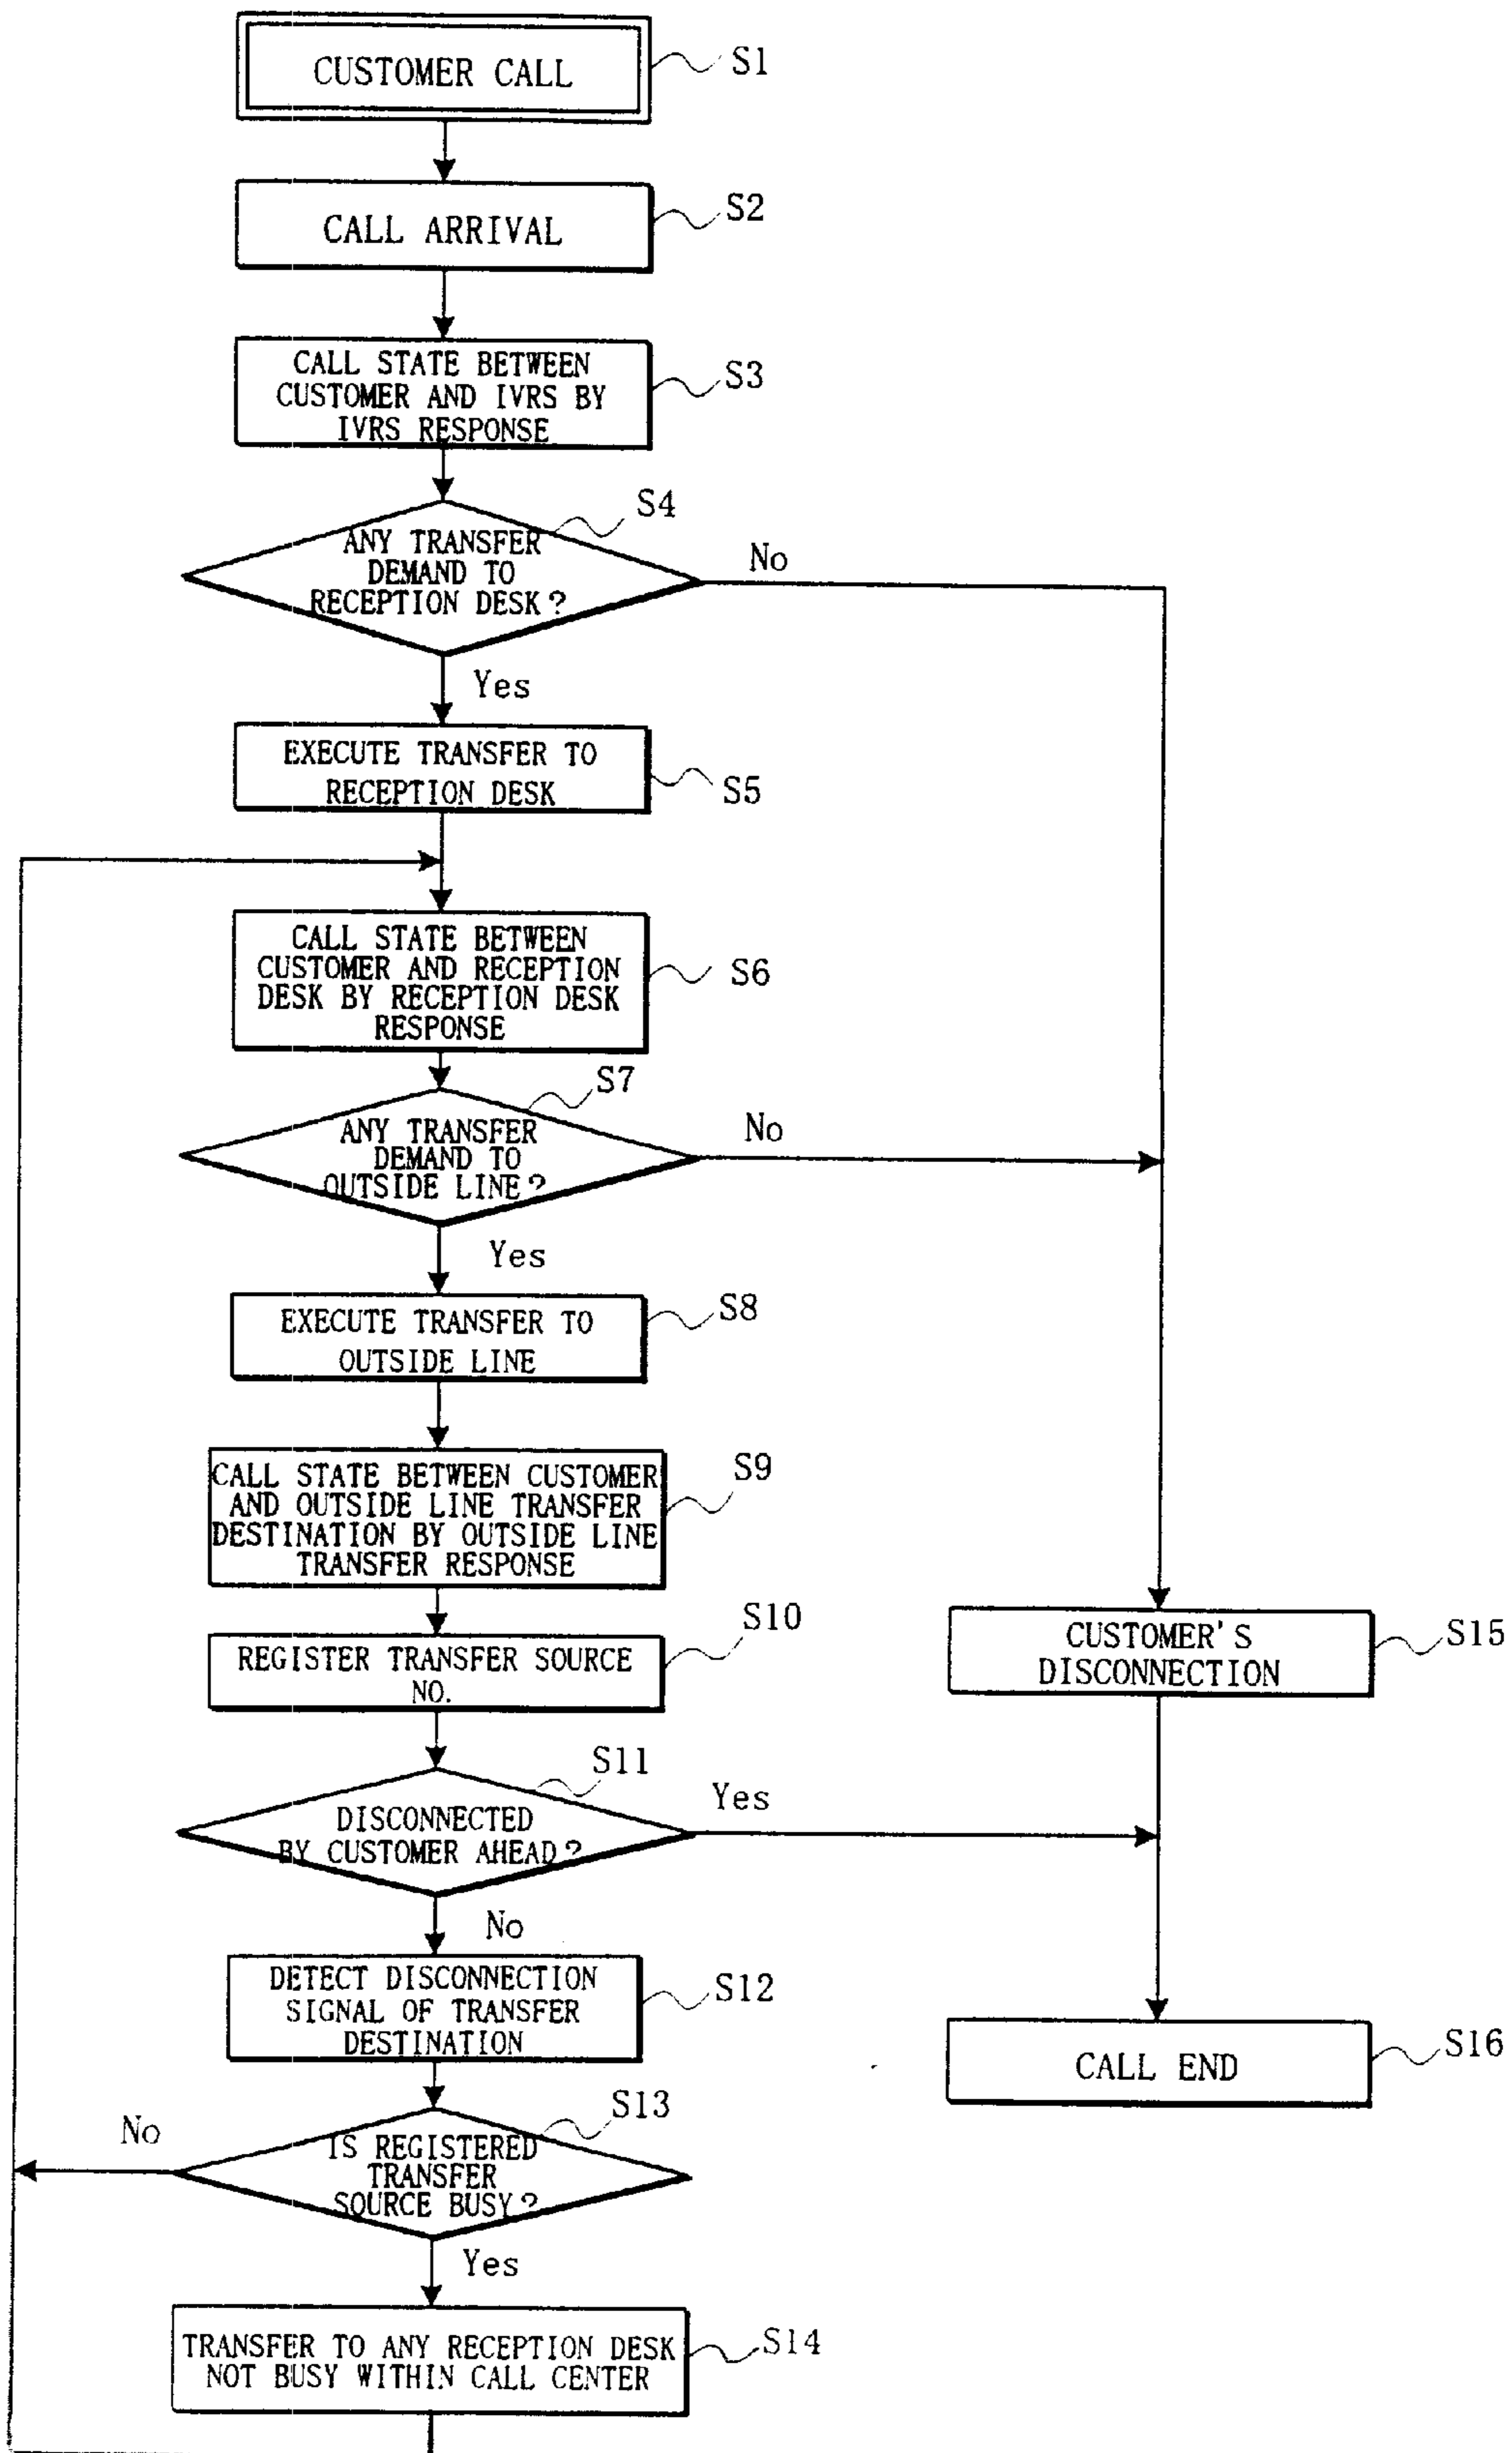 CUSTOMER CALL
S1
CALL ARRIVAL
S2
CALL STATE BETWEEN
CUSTOMER AND IVRS BY
IVRS RESPONSE
S3
S4
ANY TRANSFER
DEMAND TO
RECEPTION DESK?
No
Yes
EXECUTE TRANSFER TO
RECEPTION DESK
S5
CALL STATE BETWEEN
CUSTOMER AND RECEPTION
DESK BY RECEPTION DESK
RESPONSE
S6
S7
ANY TRANSFER
DEMAND TO
OUTSIDE LINE?
No
Yes
EXECUTE TRANSFER TO
OUTSIDE LINE
S8
CALL STATE BETWEEN CUSTOMER
AND OUTSIDE LINE TRANSFER
DESTINATION BY OUTSIDE LINE
TRANSFER RESPONSE
S9
REGISTER TRANSFER SOURCE
NO.
S10
CUSTOMER'S
DISCONNECTION
S15
S11
DISCONNECTED
BY CUSTOMER AHEAD?
Yes
No
DETECT DISCONNECTION
SIGNAL OF TRANSFER
DESTINATION
S12
CALL END
S16
S13
IS REGISTERED
TRANSFER
SOURCE BUSY?
No
Yes
TRANSFER TO ANY RECEPTION DESK
NOT BUSY WITHIN CALL CENTER
S14